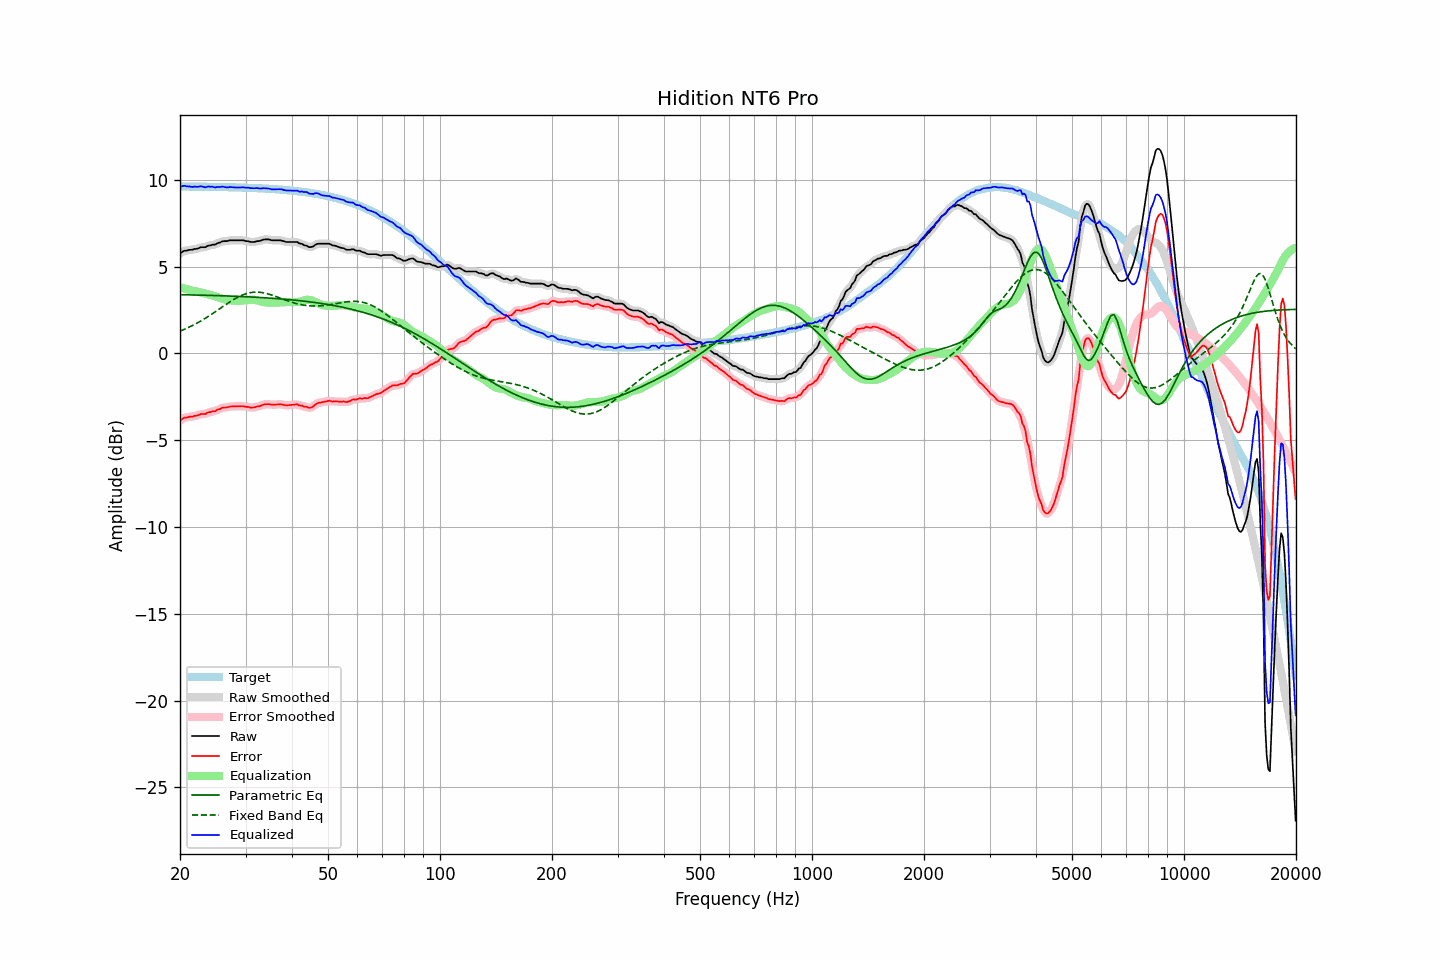 Hidition NT6 Pro
Amplitude (dBr)
10
5
0
−5
−10
−15
−20
−25
Target
Raw Smoothed
Error Smoothed
Raw
Error
Equalization
Parametric Eq
Fixed Band Eq
Equalized
20 50 100 200 500 1000 2000 5000 10000 20000
Frequency (Hz)